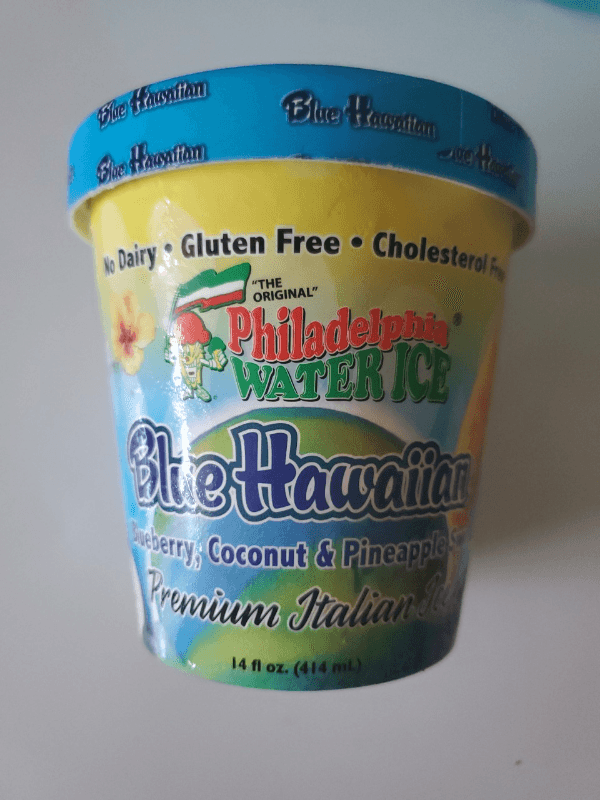 Blue Hawaiian Blue Hawaiian
Blue Hawaiian
No Dairy • Gluten Free • Cholesterol
"THE
ORIGINAL"
Philadelphia®
WATER ICE
Blue Hawaiian
Blueberry, Coconut & Pineapple
Premium Italian
14 fl oz. (414 mL)